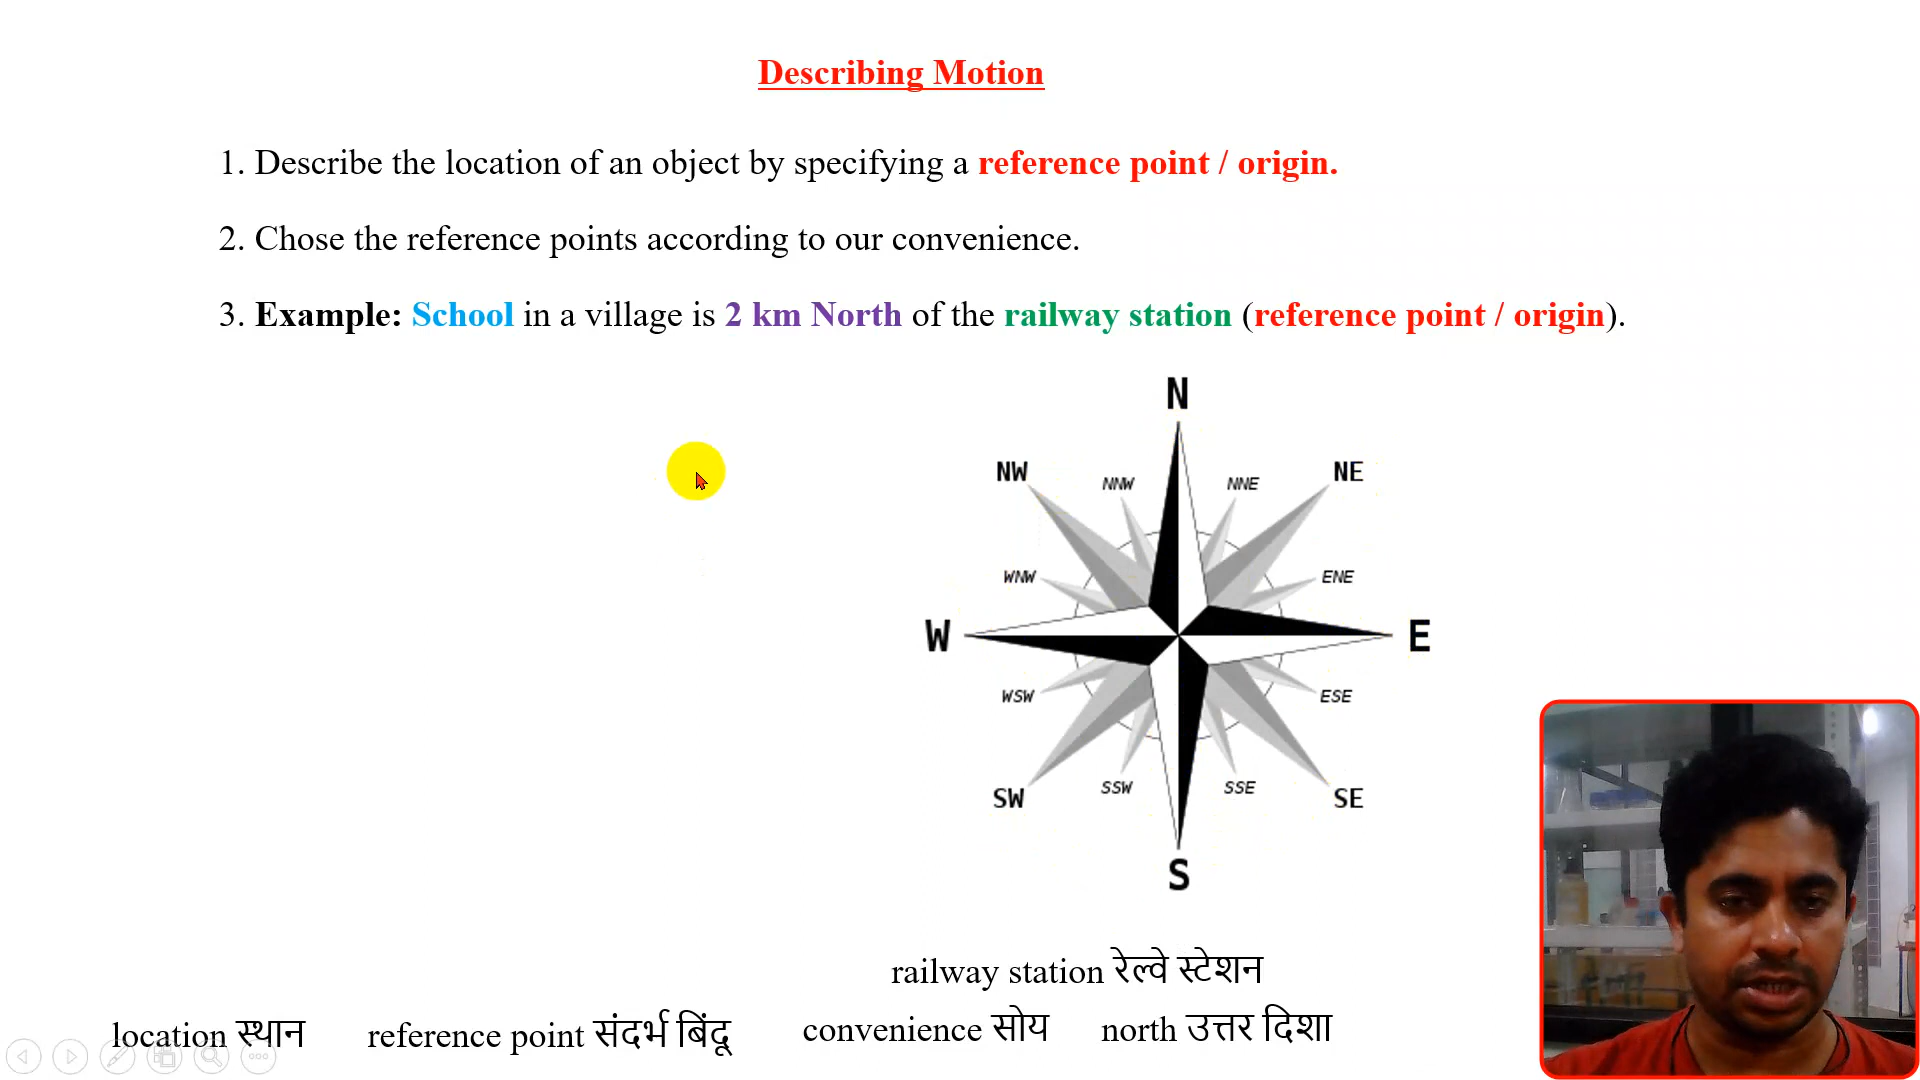 Describing Motion
1. Describe the location of an object by specifying a reference point / origin.
2. Chose the reference points according to our convenience.
3. Example: School in a village is 2 km North of the railway station (reference point / origin).
N
NW NE
NNW NNE
WNW ENE
W E
WSW ESE
SSW SSE
SW SE
S
railway station रेल्वे स्टेशन
location स्थान reference point संदर्भ बिंदू convenience सोय north उत्तर दिशा